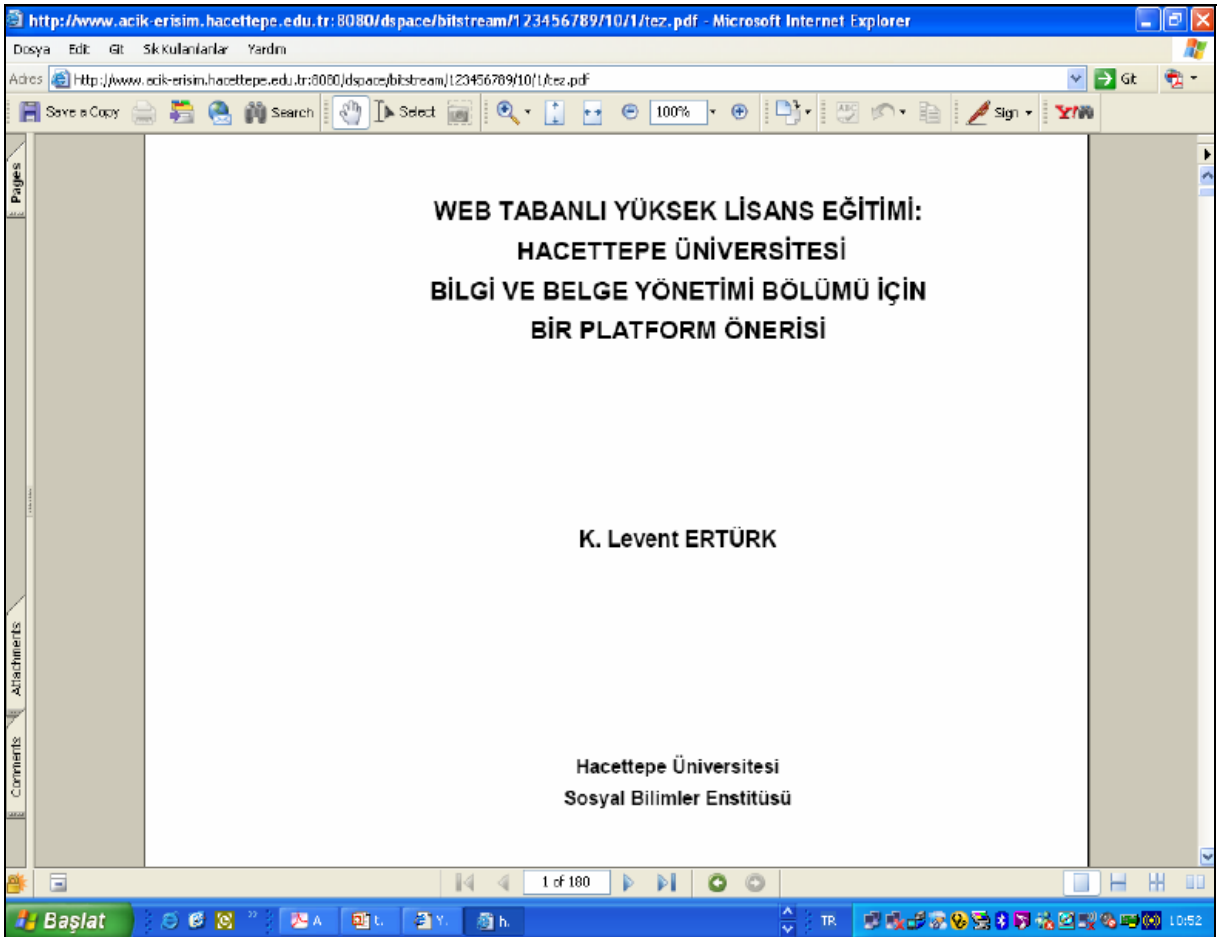 http://www.acik-erisim.hacettepe.edu.tr:8080/dspace/bitstream/123456789/10/1/tez.pdf - Microsoft Internet Explorer
Dosya Edit Git Sık Kullanılanlar Yardım
Adres http://www.acik-erisim.hacettepe.edu.tr:8080/dspace/bitstream/123456789/10/1/tez.pdf Git
Save a Copy Search Select 100% Sign Y!
Pages
WEB TABANLI YÜKSEK LİSANS EĞİTİMİ:
HACETTEPE ÜNİVERSİTESİ
BİLGİ VE BELGE YÖNETİMİ BÖLÜMÜ İÇİN
BİR PLATFORM ÖNERİSİ
K. Levent ERTÜRK
Attachments
Comments
Hacettepe Üniversitesi
Sosyal Bilimler Enstitüsü
1 of 180
Başlat A t. Y. h. TR 10:52